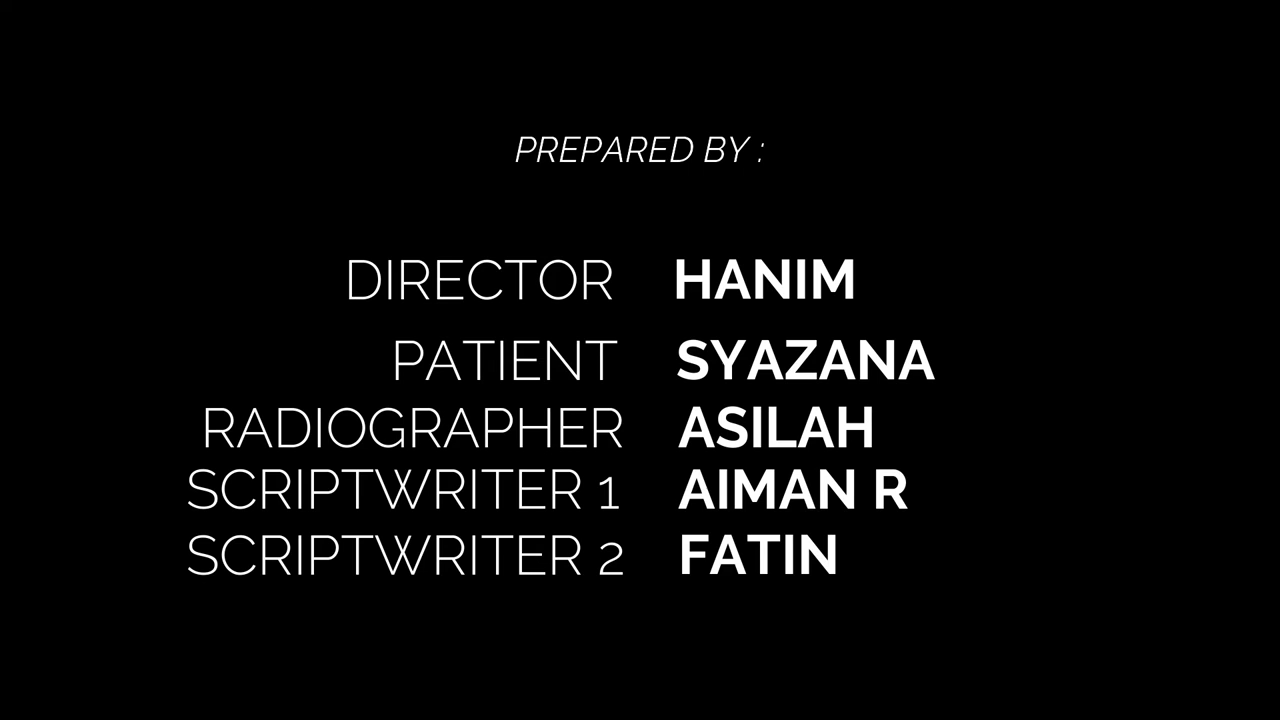 PREPARED BY :
DIRECTOR HANIM
PATIENT SYAZANA
RADIOGRAPHER ASILAH
SCRIPTWRITER 1 AIMAN R
SCRIPTWRITER 2 FATIN